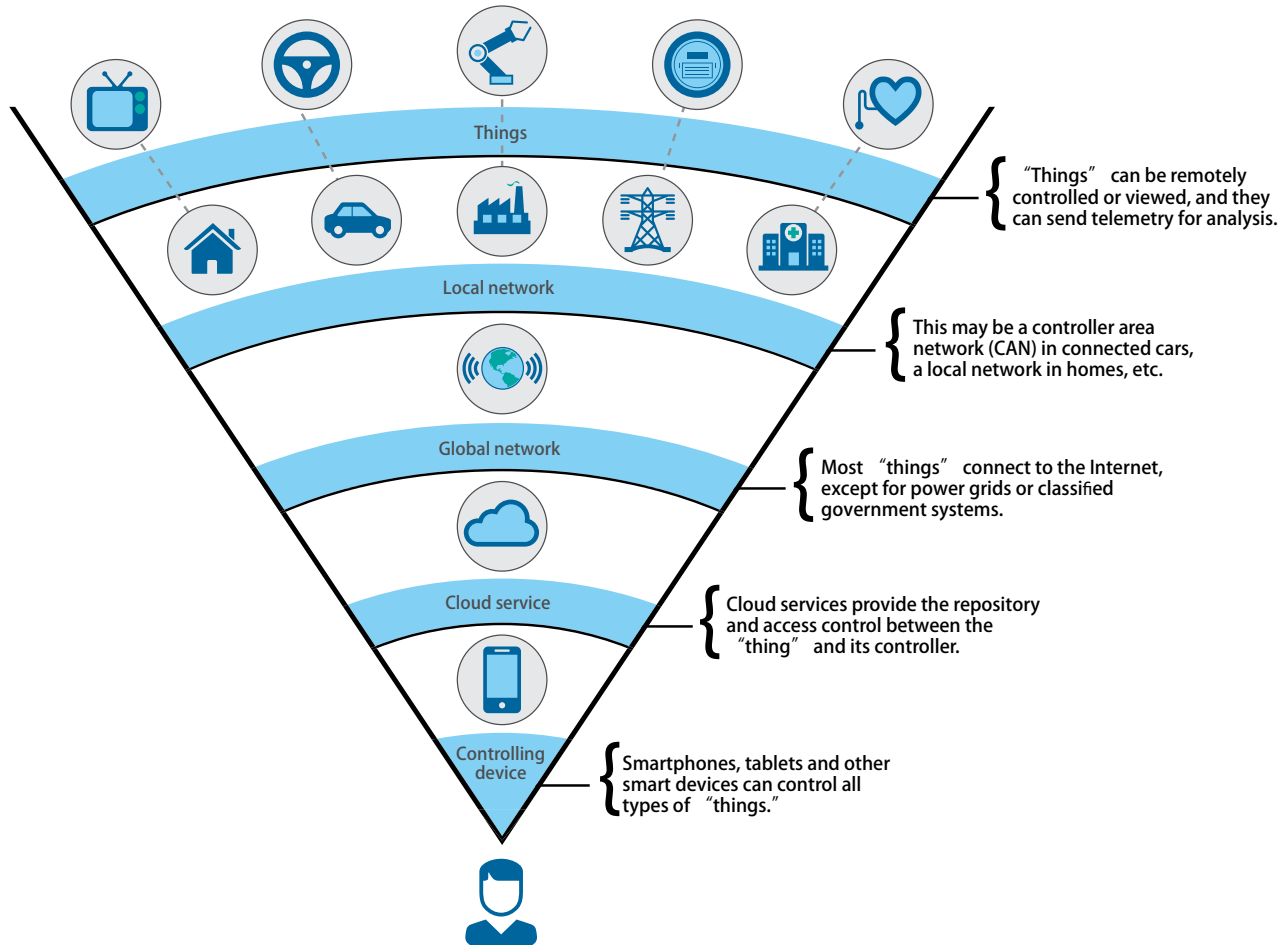 Things
“Things” can be remotely
controlled or viewed, and they
can send telemetry for analysis.
Local network
This may be a controller area
network (CAN) in connected cars,
a local network in homes, etc.
Global network
Most “things” connect to the Internet,
except for power grids or classified
government systems.
Cloud service
Cloud services provide the repository
and access control between the
“thing” and its controller.
Controlling
device
Smartphones, tablets and other
smart devices can control all
types of “things.”